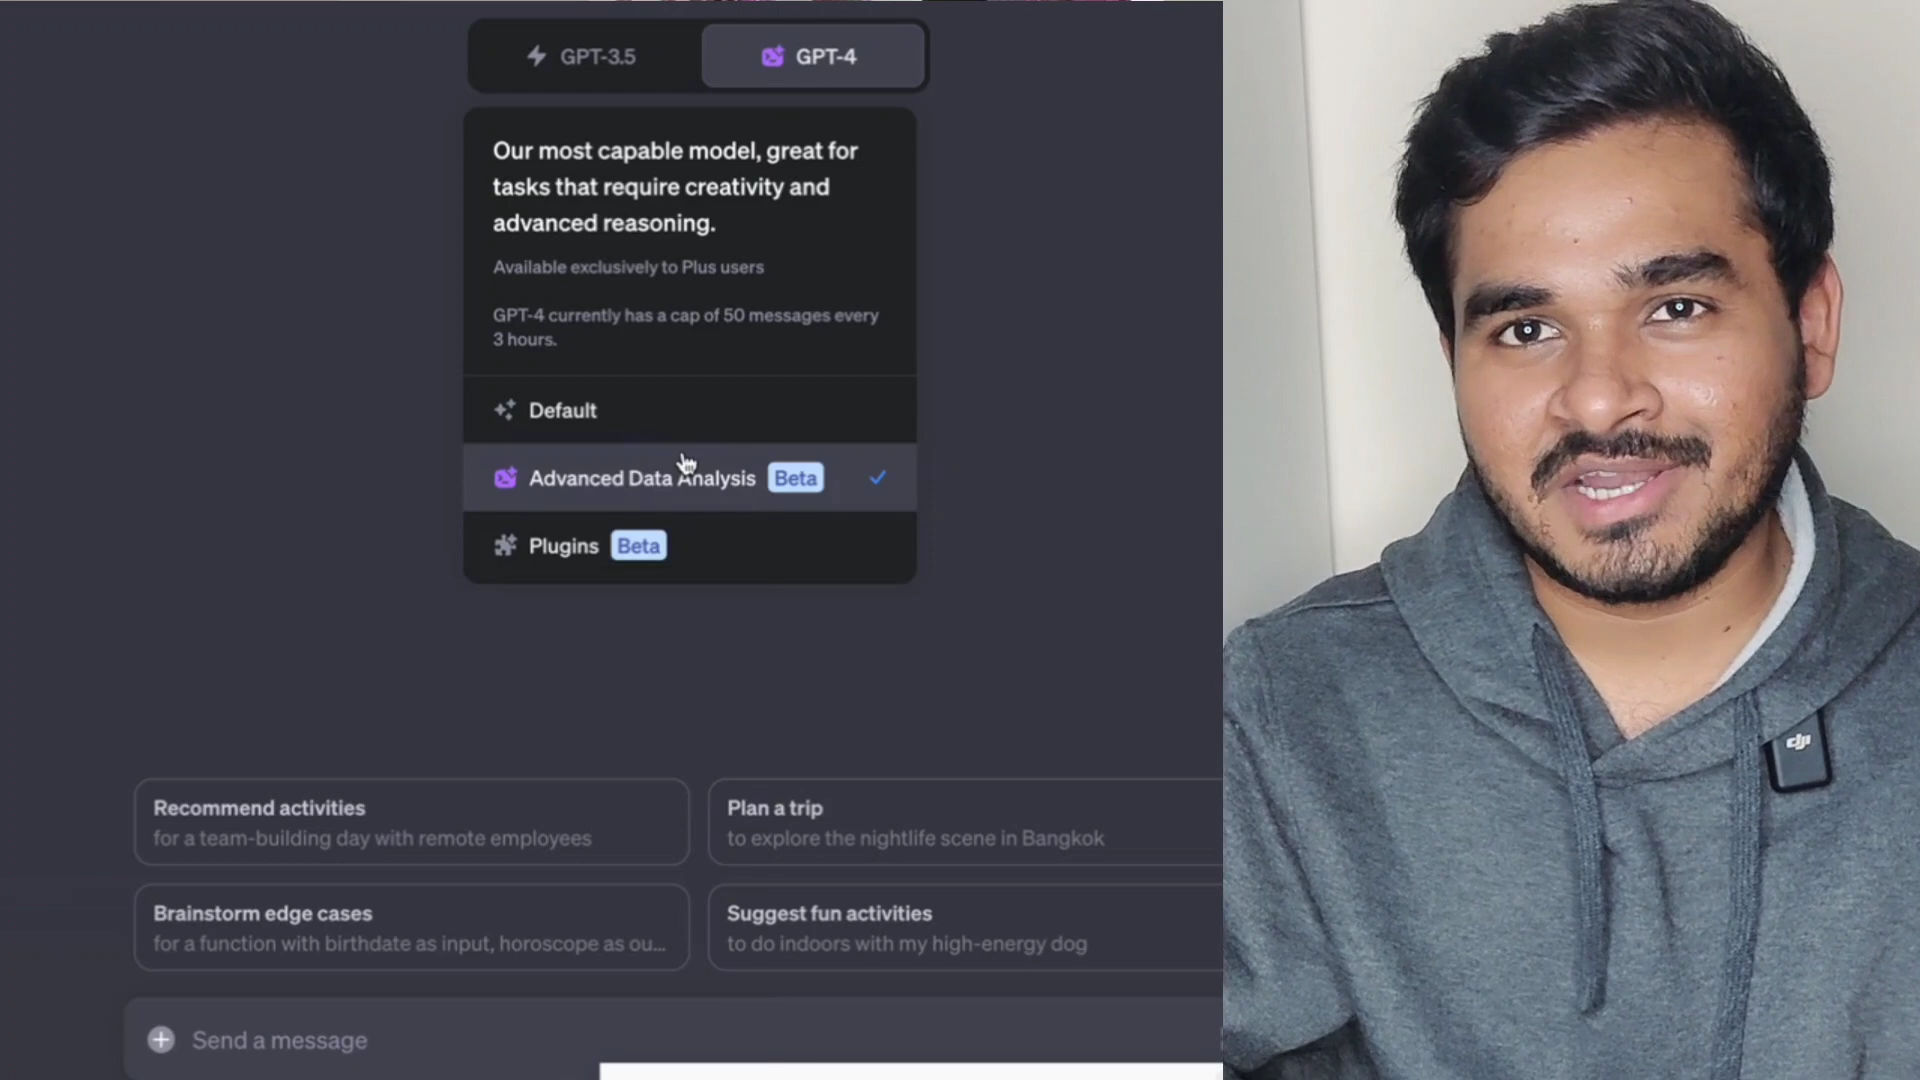 GPT-3.5
GPT-4
Our most capable model, great for
tasks that require creativity and
advanced reasoning.
Available exclusively to Plus users
GPT-4 currently has a cap of 50 messages every
3 hours.
Default
Advanced Data Analysis Beta
Plugins Beta
Recommend activities
for a team-building day with remote employees
Plan a trip
to explore the nightlife scene in Bangkok
Brainstorm edge cases
for a function with birthdate as input, horoscope as ou...
Suggest fun activities
to do indoors with my high-energy dog
Send a message
dji